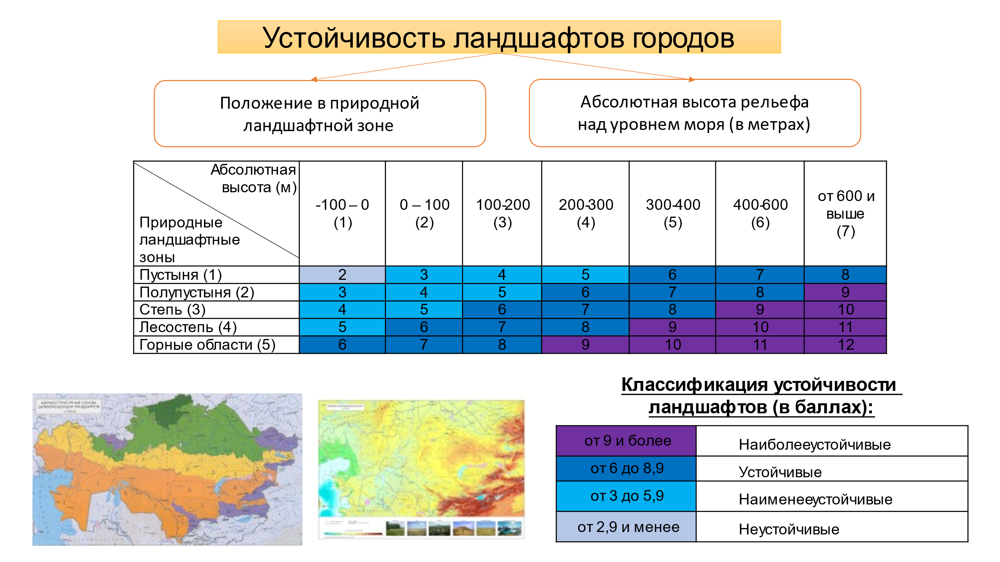 Устойчивость ландшафтов городов
Положение в природной
ландшафтной зоне
Абсолютная высота рельефа
над уровнем моря (в метрах)
Абсолютная
высота (м)
Природные
ландшафтные
зоны
-100 – 0
(1)
0 – 100
(2)
100-200
(3)
200-300
(4)
300-400
(5)
400-600
(6)
от 600 и
выше
(7)
Пустыня (1) 2 3 4 5 6 7 8
Полупустыня (2) 3 4 5 6 7 8 9
Степь (3) 4 5 6 7 8 9 10
Лесостепь (4) 5 6 7 8 9 10 11
Горные области (5) 6 7 8 9 10 11 12
Классификация устойчивости
ландшафтов (в баллах):
от 9 и более Наиболееустойчивые
от 6 до 8,9 Устойчивые
от 3 до 5,9 Наименееустойчивые
от 2,9 и менее Неустойчивые